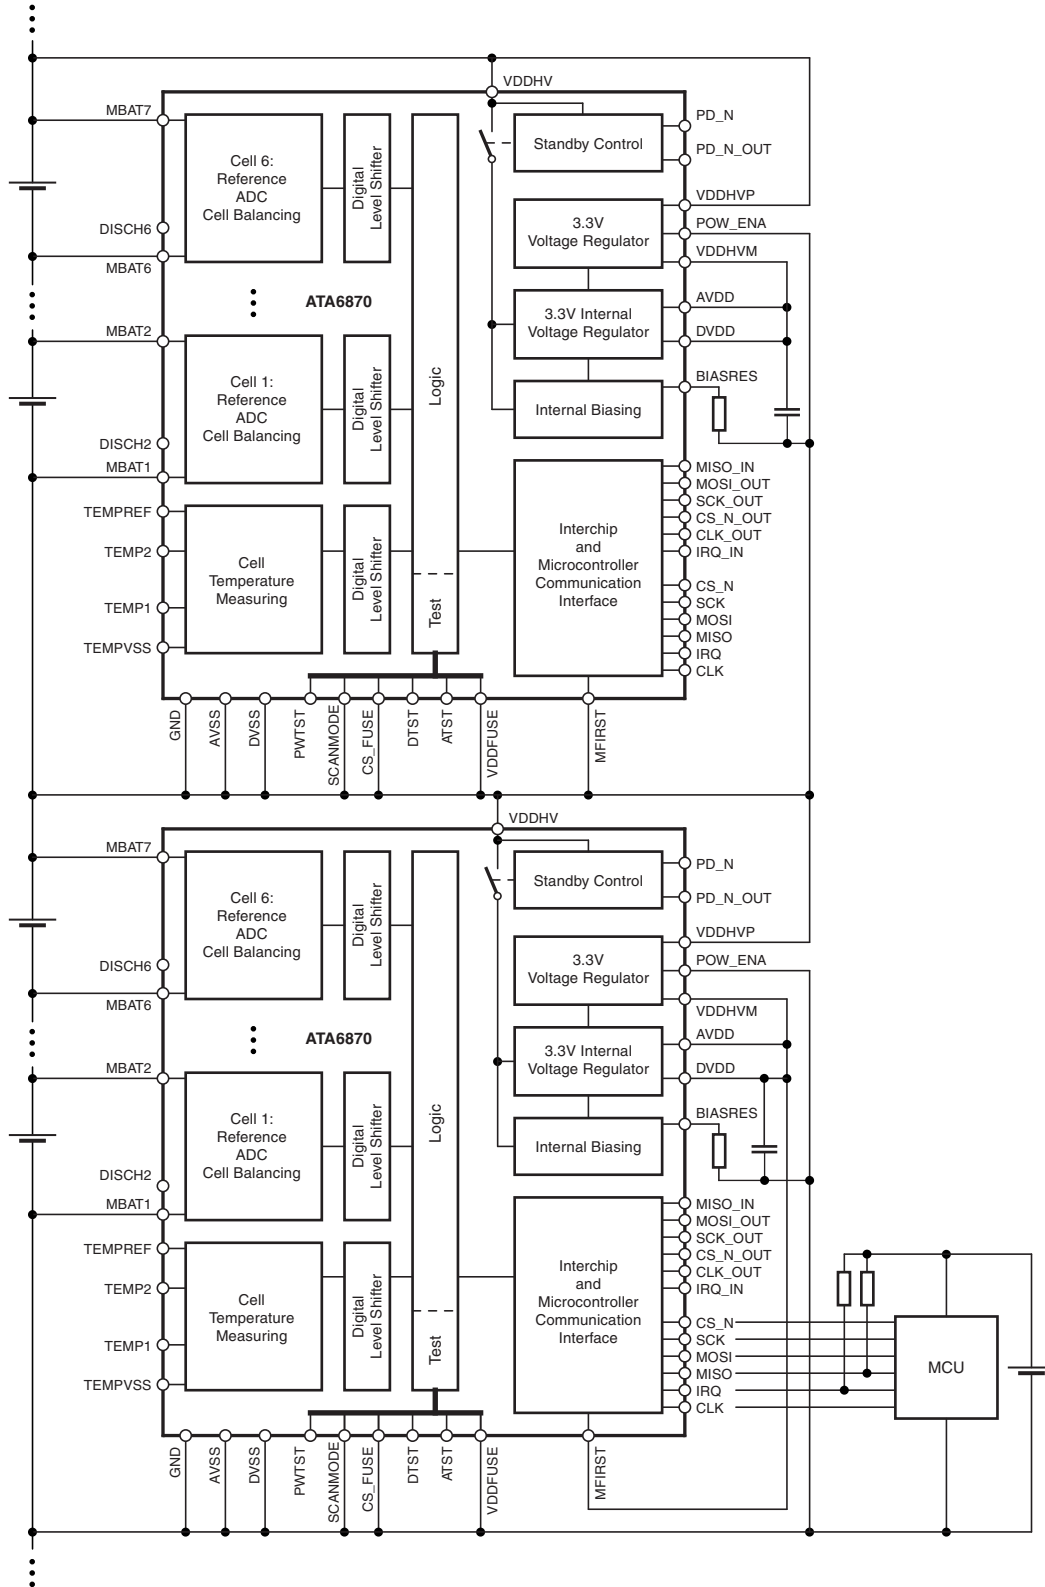 VDDHV
MBAT7
PD_N
Cell 6:
Reference
ADC
Cell Balancing
Digital
Level Shifter
Standby Control
PD_N_OUT
VDDHVP
DISCH6
3.3V
Voltage Regulator
POW_ENA
MBAT6
VDDHVM
ATA6870
AVDD
3.3V Internal
Voltage Regulator
MBAT2
DVDD
Cell 1:
Reference
ADC
Cell Balancing
Digital
Level Shifter
Logic
BIASRES
Internal Biasing
DISCH2
MBAT1
MISO_IN
MOSI_OUT
SCK_OUT
CS_N_OUT
CLK_OUT
IRQ_IN
TEMPREF
TEMP2
Cell
Temperature
Measuring
Digital
Level Shifter
Interchip
and
Microcontroller
Communication
Interface
CS_N
SCK
MOSI
MISO
IRQ
CLK
TEMP1
Test
TEMPVSS
GND
AVSS
DVSS
PWTST
SCANMODE
CS_FUSE
DTST
ATST
VDDFUSE
MFIRST
VDDHV
MBAT7
PD_N
Cell 6:
Reference
ADC
Cell Balancing
Digital
Level Shifter
Standby Control
PD_N_OUT
VDDHVP
DISCH6
3.3V
Voltage Regulator
POW_ENA
MBAT6
VDDHVM
ATA6870
AVDD
3.3V Internal
Voltage Regulator
MBAT2
DVDD
Cell 1:
Reference
ADC
Cell Balancing
Digital
Level Shifter
Logic
BIASRES
Internal Biasing
DISCH2
MBAT1
MISO_IN
MOSI_OUT
SCK_OUT
CS_N_OUT
CLK_OUT
IRQ_IN
TEMPREF
TEMP2
Cell
Temperature
Measuring
Digital
Level Shifter
Interchip
and
Microcontroller
Communication
Interface
CS_N
SCK
MOSI
MISO
IRQ
CLK
MCU
TEMP1
Test
TEMPVSS
GND
AVSS
DVSS
PWTST
SCANMODE
CS_FUSE
DTST
ATST
VDDFUSE
MFIRST